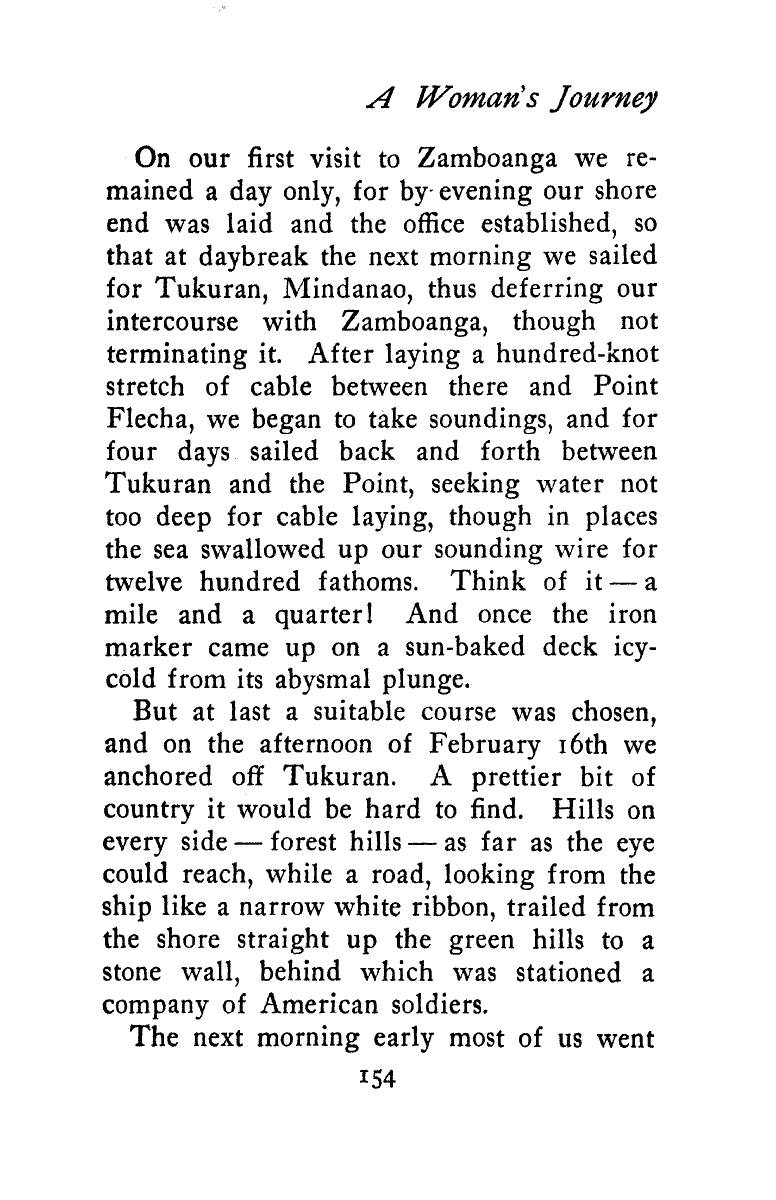 A Woman's Journey
On our first visit to Zamboanga we re-
mained a day only, for by evening our shore
end was laid and the office established, so
that at daybreak the next morning we sailed
for Tukuran, Mindanao, thus deferring our
intercourse with Zamboanga, though not
terminating it. After laying a hundred-knot
stretch of cable between there and Point
Flecha, we began to take soundings, and for
four days sailed back and forth between
Tukuran and the Point, seeking water not
too deep for cable laying, though in places
the sea swallowed up our sounding wire for
twelve hundred fathoms. Think of it — a
mile and a quarter! And once the iron
marker came up on a sun-baked deck icy-
cold from its abysmal plunge.
But at last a suitable course was chosen,
and on the afternoon of February 16th we
anchored off Tukuran. A prettier bit of
country it would be hard to find. Hills on
every side — forest hills — as far as the eye
could reach, while a road, looking from the
ship like a narrow white ribbon, trailed from
the shore straight up the green hills to a
stone wall, behind which was stationed a
company of American soldiers.
The next morning early most of us went
154